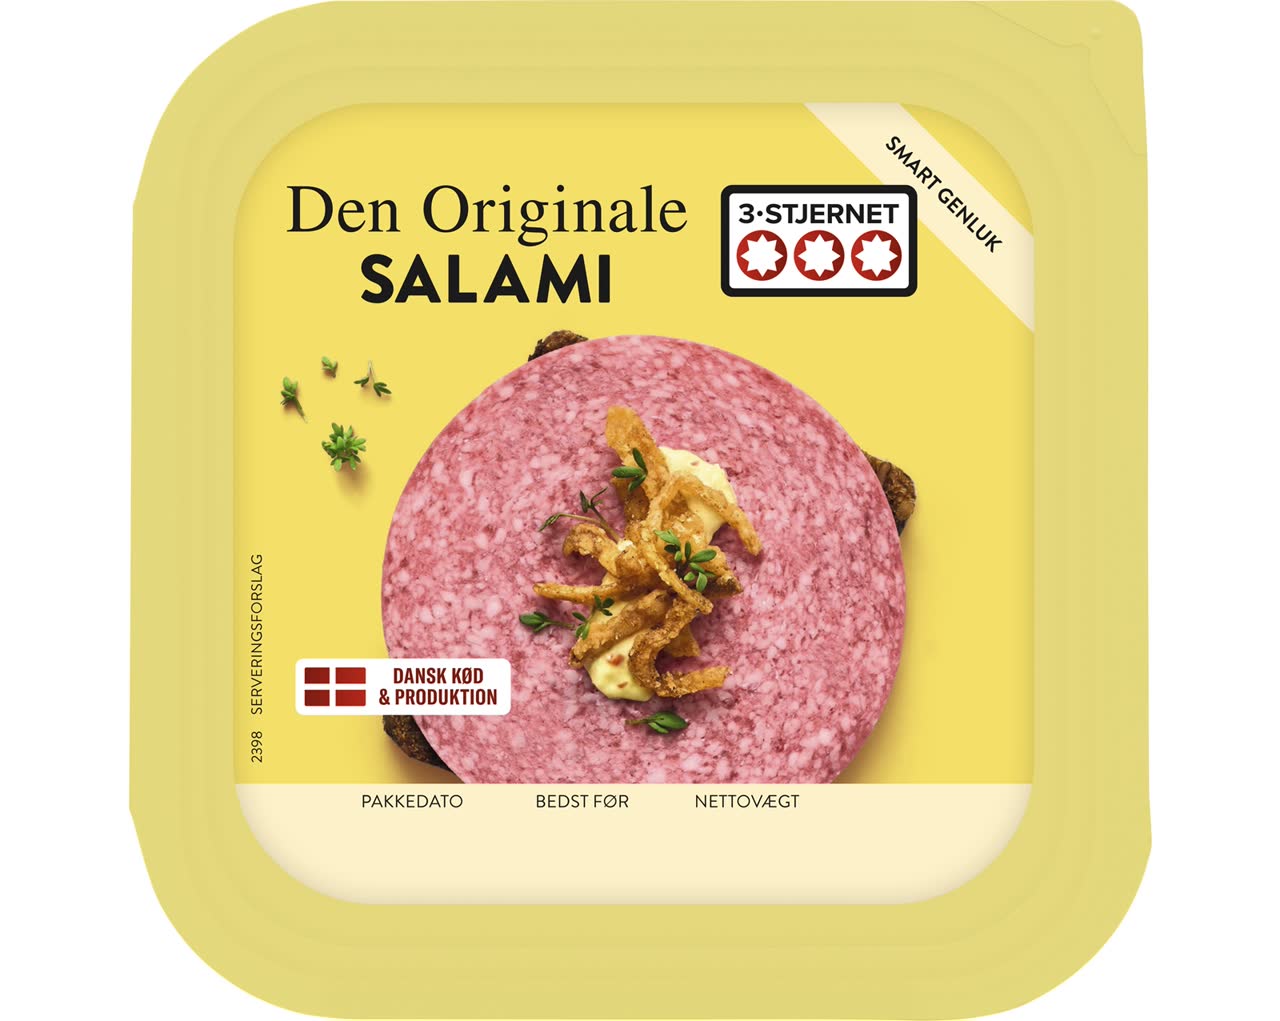 Den Originale
SALAMI
3·STJERNET
SMART GENLUK
2398 SERVERINGSFORSLAG
DANSK KØD
& PRODUKTION
PAKKEDATO BEDST FØR NETTOVÆGT